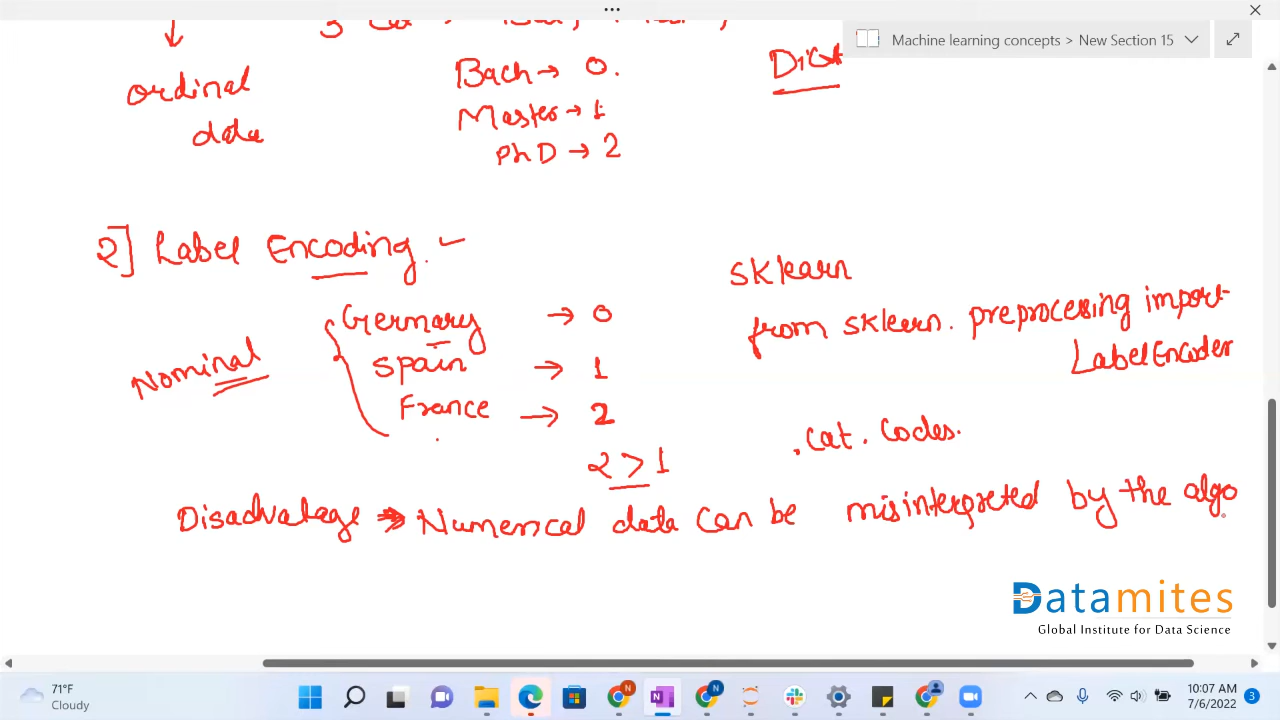 Machine learning concepts > New Section 15
ordinal
data
Bach → 0.
Master → 1
PhD → 2
2] Label Encoding.
Nominal
Germany → 0
Spain → 1
France → 2
2 > 1
sklearn
from sklearn. preprocessing import
LabelEncoder
.cat. codes.
Disadvatage → Numerical data can be misinterpreted by the algo
Datamites
Global Institute for Data Science
71°F
Cloudy
10:07 AM
7/6/2022
3